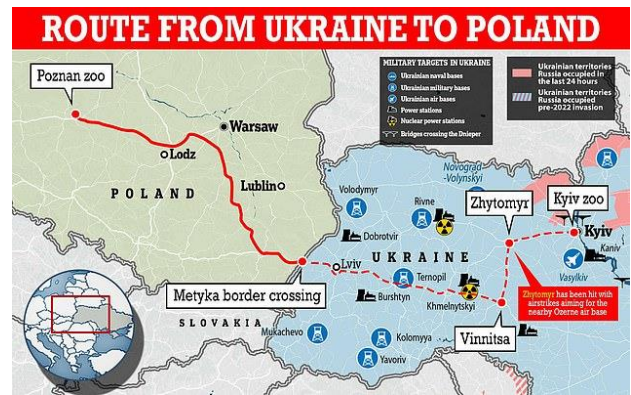 ROUTE FROM UKRAINE TO POLAND
Poznan zoo
Warsaw
Lodz
Lublin
POLAND
MILITARY TARGETS IN UKRAINE
Ukrainian naval bases
Ukrainian military bases
Ukrainian air bases
Power stations
Nuclear power stations
Bridges crossing the Dnieper
Ukrainian territories
Russia occupied in
the last 24 hours
Ukrainian territories
Russia occupied
pre-2022 invasion
Novograd
-Volynskyi
Volodymyr
Rivne
Zhytomyr
Kyiv zoo
Kyiv
Kaniv
Vasylkiv
Dobrotvir
UKRAINE
Lviv
Ternopil
Metyka border crossing
Burshtyn
Khmelnytskyi
Zhytomyr has been hit with
airstrikes aiming for the
nearby Ozerne air base
SLOVAKIA
Mukachevo
Kolomyya
Yavoriv
Vinnitsa